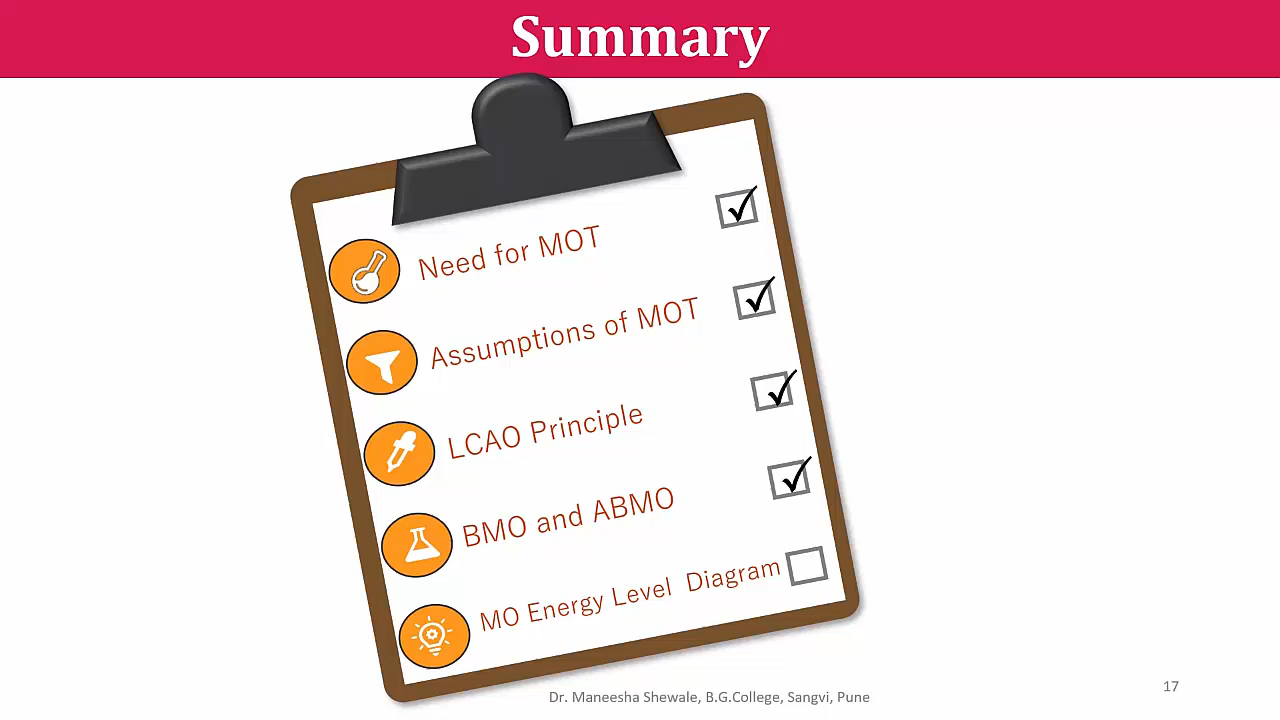 Summary
Need for MOT
Assumptions of MOT
LCAO Principle
BMO and ABMO
MO Energy Level Diagram
Dr. Maneesha Shewale, B.G.College, Sangvi, Pune
17